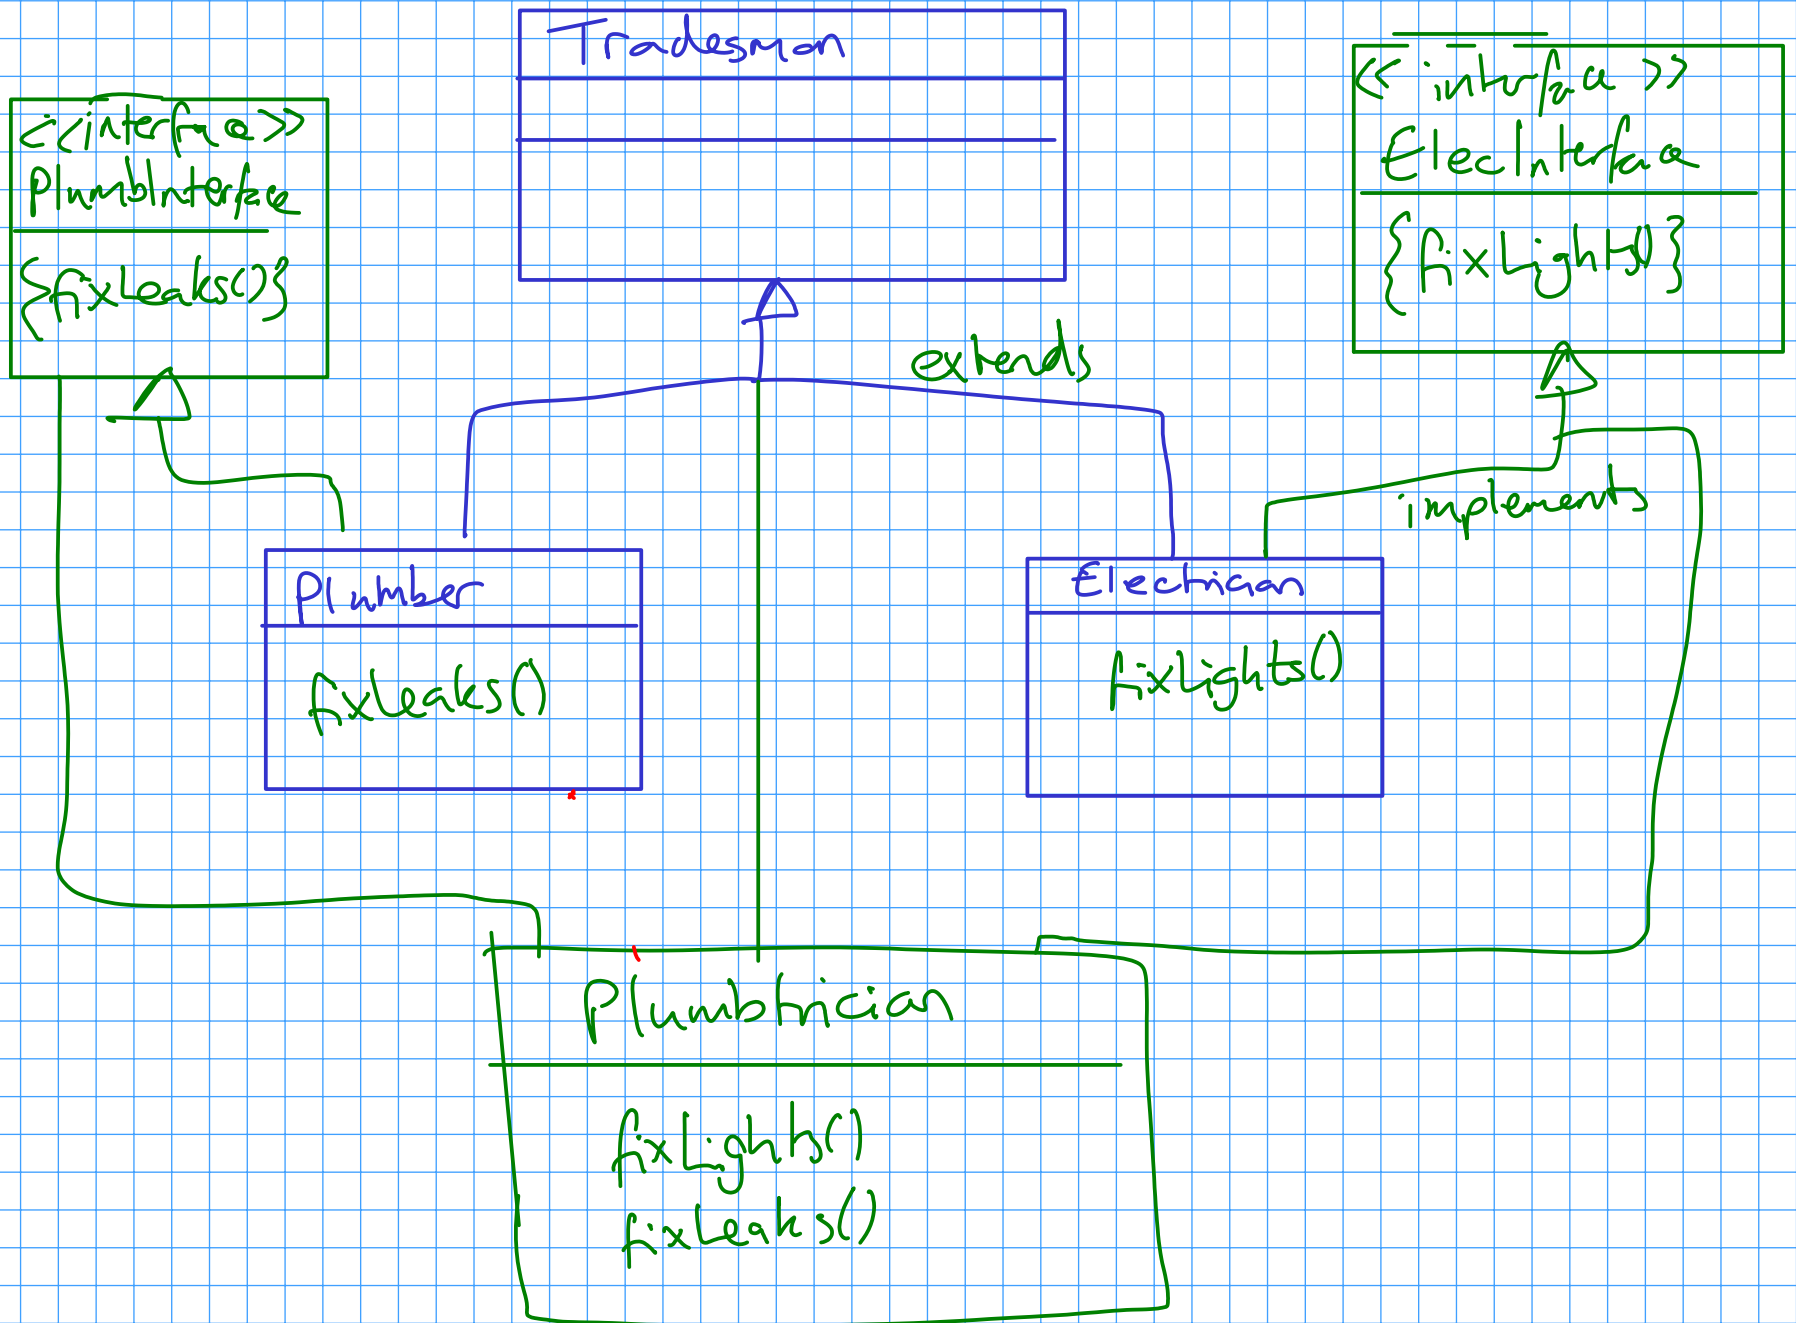 Tradesman
<<interface>>
PlumbInterface
{fixLeaks()}
<<interface>>
ElecInterface
{fixLights()}
extends
implements
Plumber
fixLeaks()
Electrician
fixLights()
Plumbtrician
fixLights()
fixLeaks()